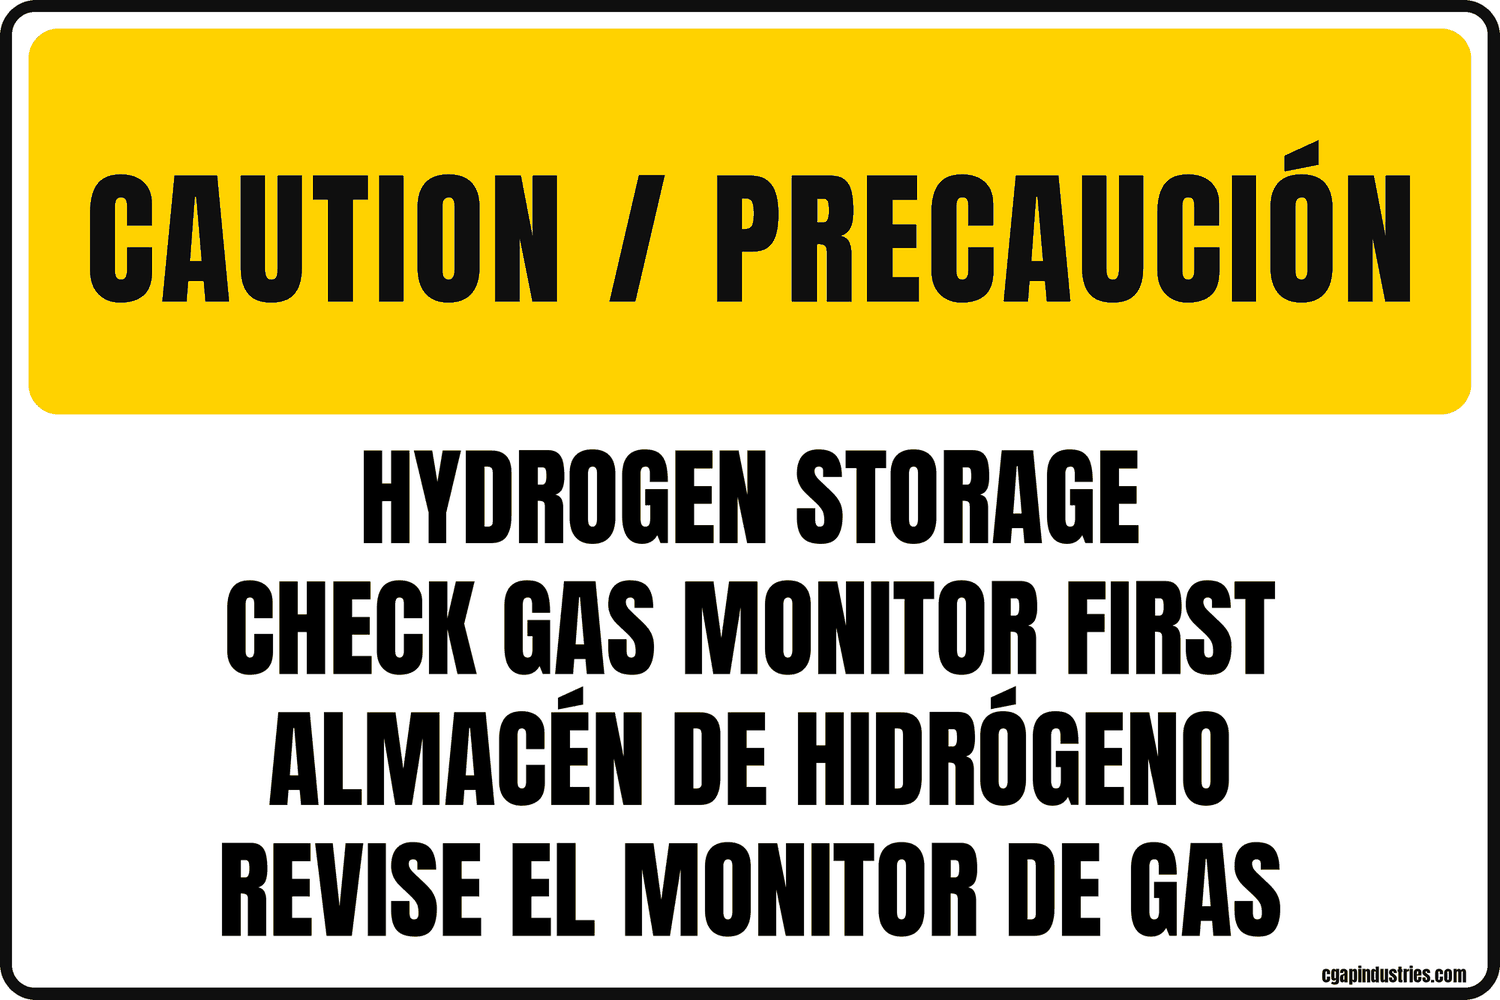 CAUTION / PRECAUCIÓN
HYDROGEN STORAGE
CHECK GAS MONITOR FIRST
ALMACÉN DE HIDRÓGENO
REVISE EL MONITOR DE GAS
cgapindustries.com